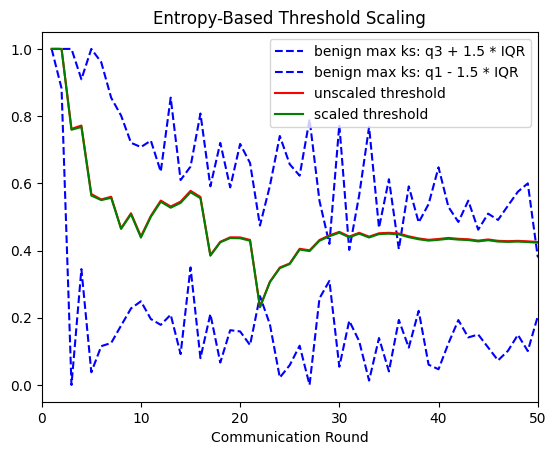 Entropy-Based Threshold Scaling
benign max ks: q3 + 1.5 * IQR
benign max ks: q1 - 1.5 * IQR
unscaled threshold
scaled threshold
1.0
0.8
0.6
0.4
0.2
0.0
0 10 20 30 40 50
Communication Round